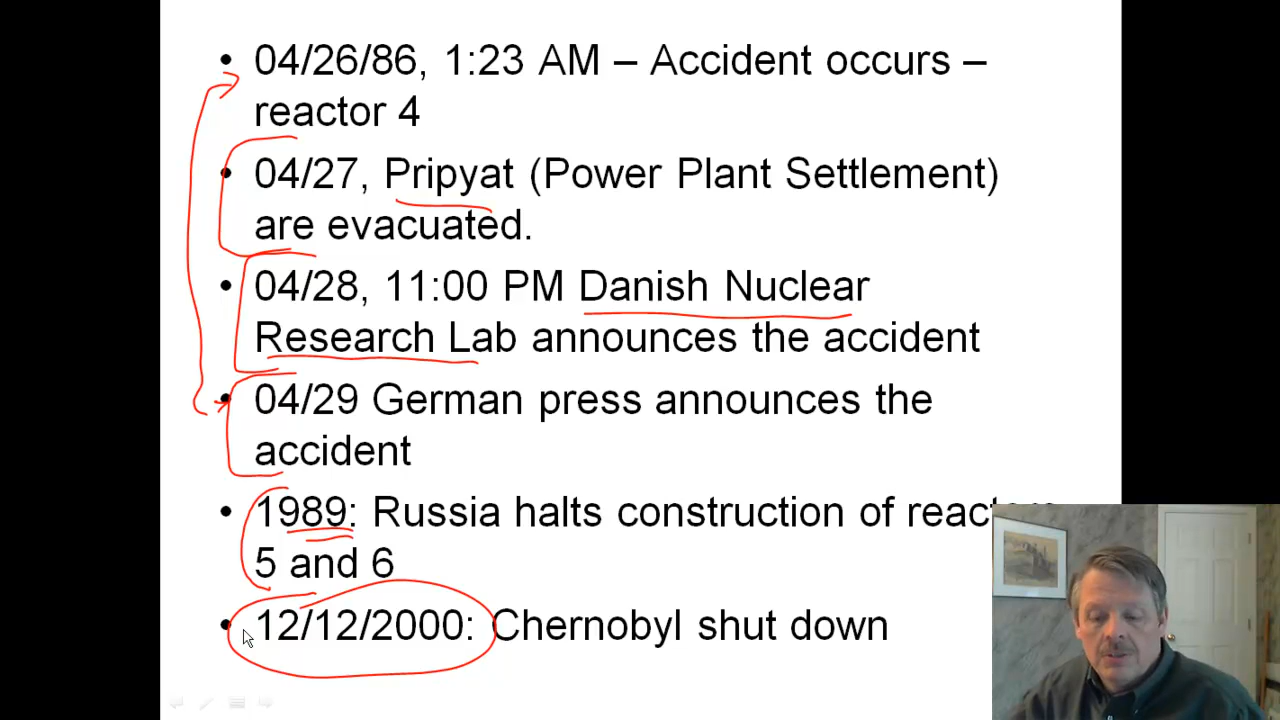 • 04/26/86, 1:23 AM – Accident occurs –
reactor 4
• 04/27, Pripyat (Power Plant Settlement)
are evacuated.
• 04/28, 11:00 PM Danish Nuclear
Research Lab announces the accident
• 04/29 German press announces the
accident
• 1989: Russia halts construction of reactors
5 and 6
• 12/12/2000: Chernobyl shut down